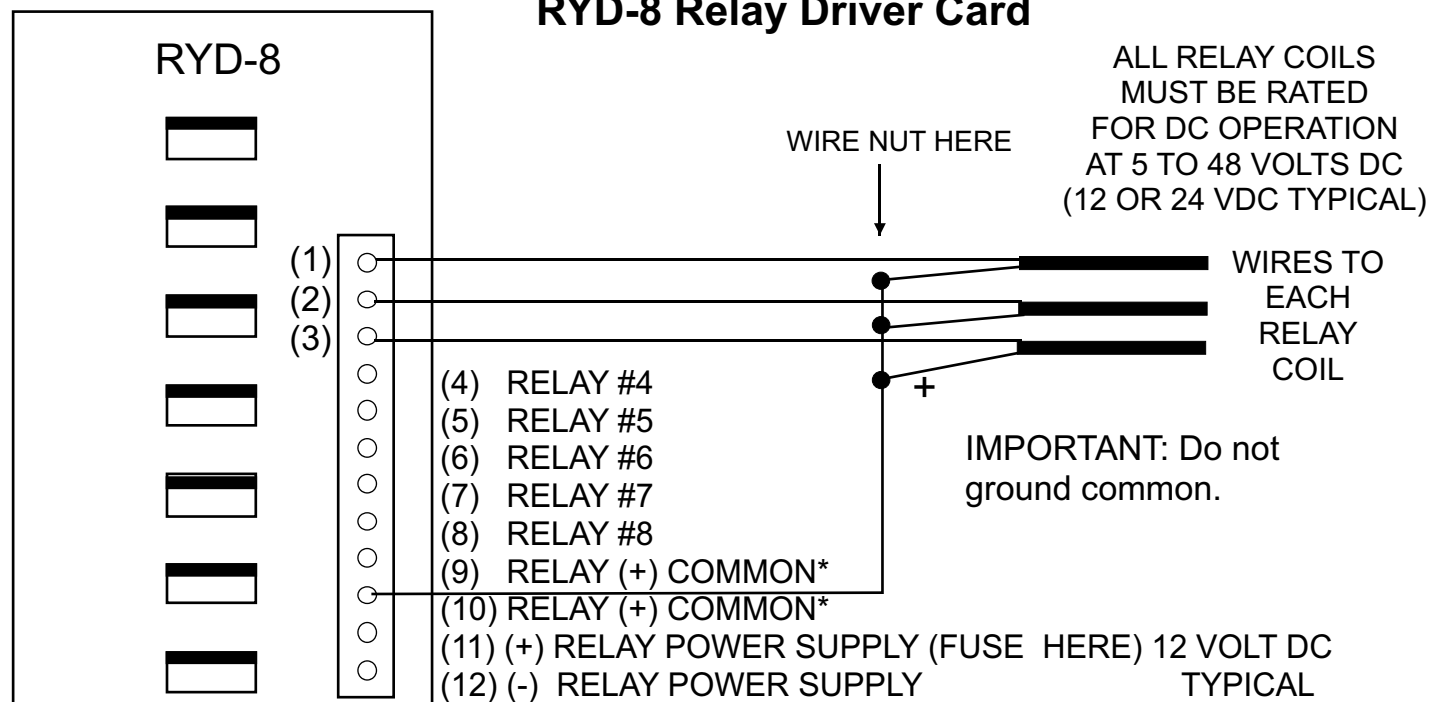 RYD-8 Relay Driver Card
RYD-8
ALL RELAY COILS
MUST BE RATED
FOR DC OPERATION
AT 5 TO 48 VOLTS DC
(12 OR 24 VDC TYPICAL)
WIRE NUT HERE
(1)
(2)
(3)
WIRES TO
EACH
RELAY
COIL
+
(4) RELAY #4
(5) RELAY #5
(6) RELAY #6
(7) RELAY #7
(8) RELAY #8
(9) RELAY (+) COMMON*
(10) RELAY (+) COMMON*
(11) (+) RELAY POWER SUPPLY (FUSE HERE) 12 VOLT DC
(12) (-) RELAY POWER SUPPLY TYPICAL
IMPORTANT: Do not
ground common.